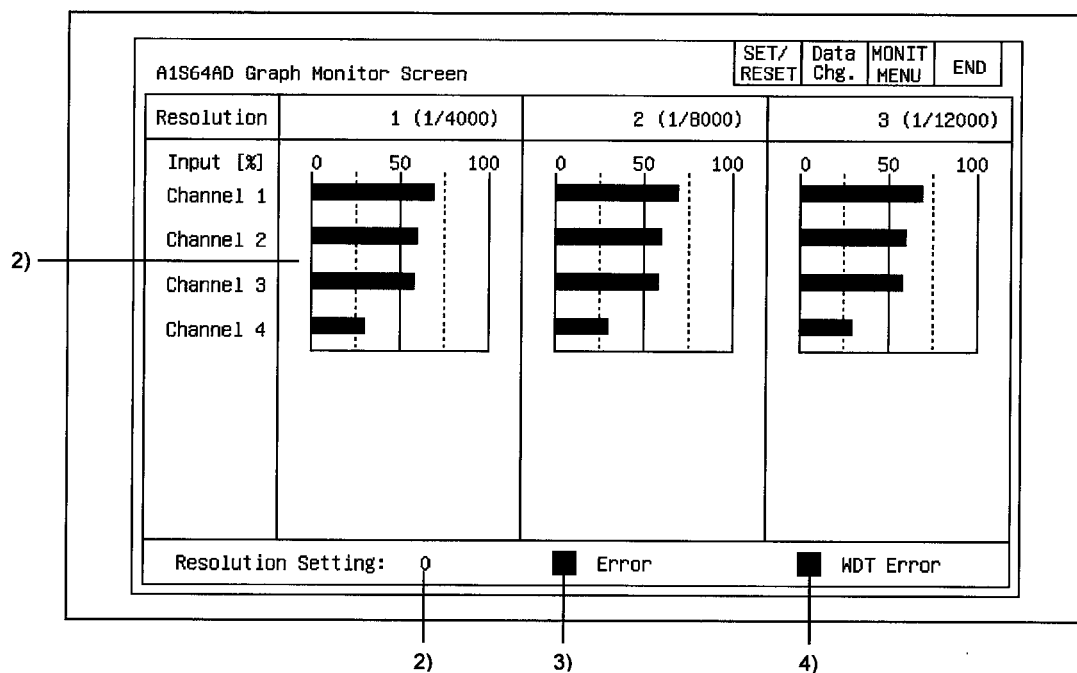 A1S64AD Graph Monitor Screen
SET/
RESET
Data
Chg.
MONIT
MENU
END
Resolution 1 (1/4000) 2 (1/8000) 3 (1/12000)
Input [%] 0 50 100 0 50 100 0 50 100
Channel 1
Channel 2
2)
Channel 3
Channel 4
Resolution Setting: 0 Error WDT Error
2) 3) 4)